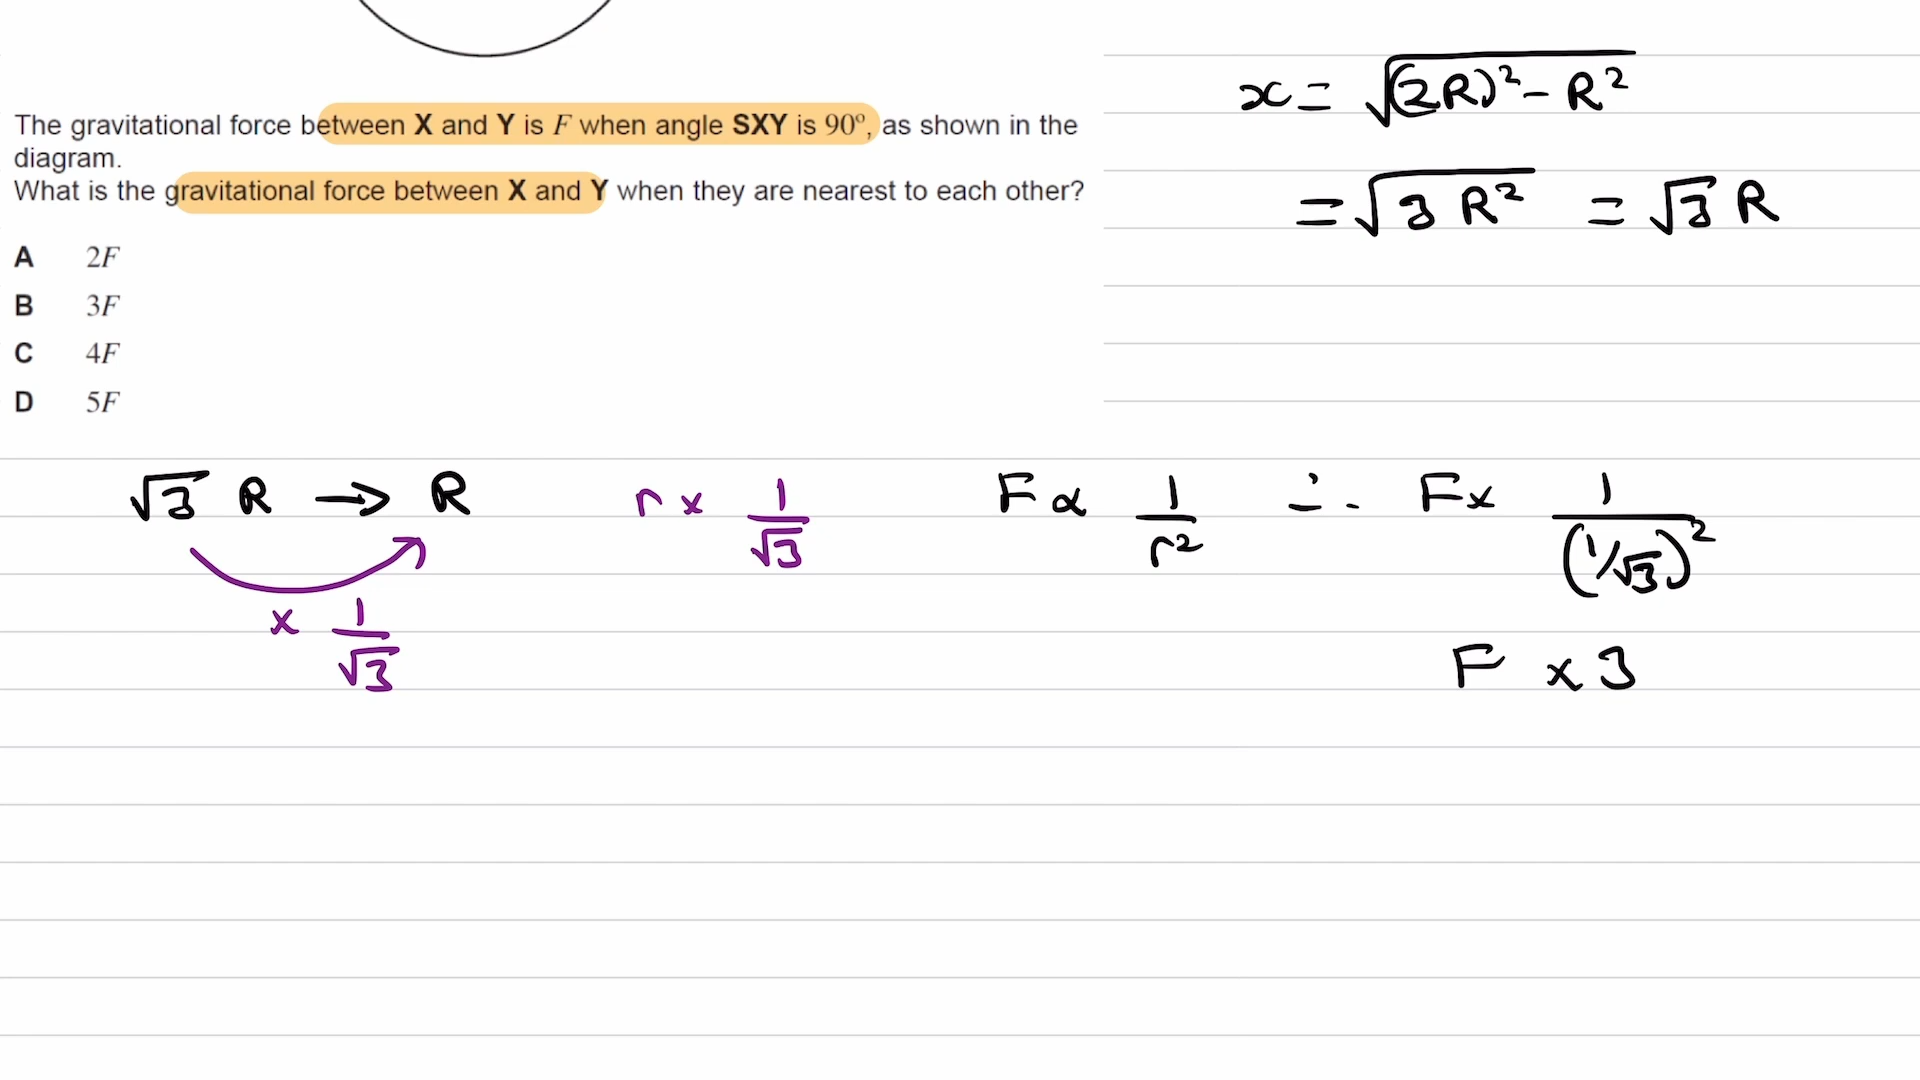 The gravitational force between X and Y is F when angle SXY is 90°, as shown in the
diagram.
What is the gravitational force between X and Y when they are nearest to each other?
A 2F
B 3F
C 4F
D 5F
x = √((2R)² − R²)
= √(3R²) = √3 R
√3 R → R
× 1/√3
r × 1/√3
F ∝ 1/r² ∴ F× 1/(1/√3)²
F × 3